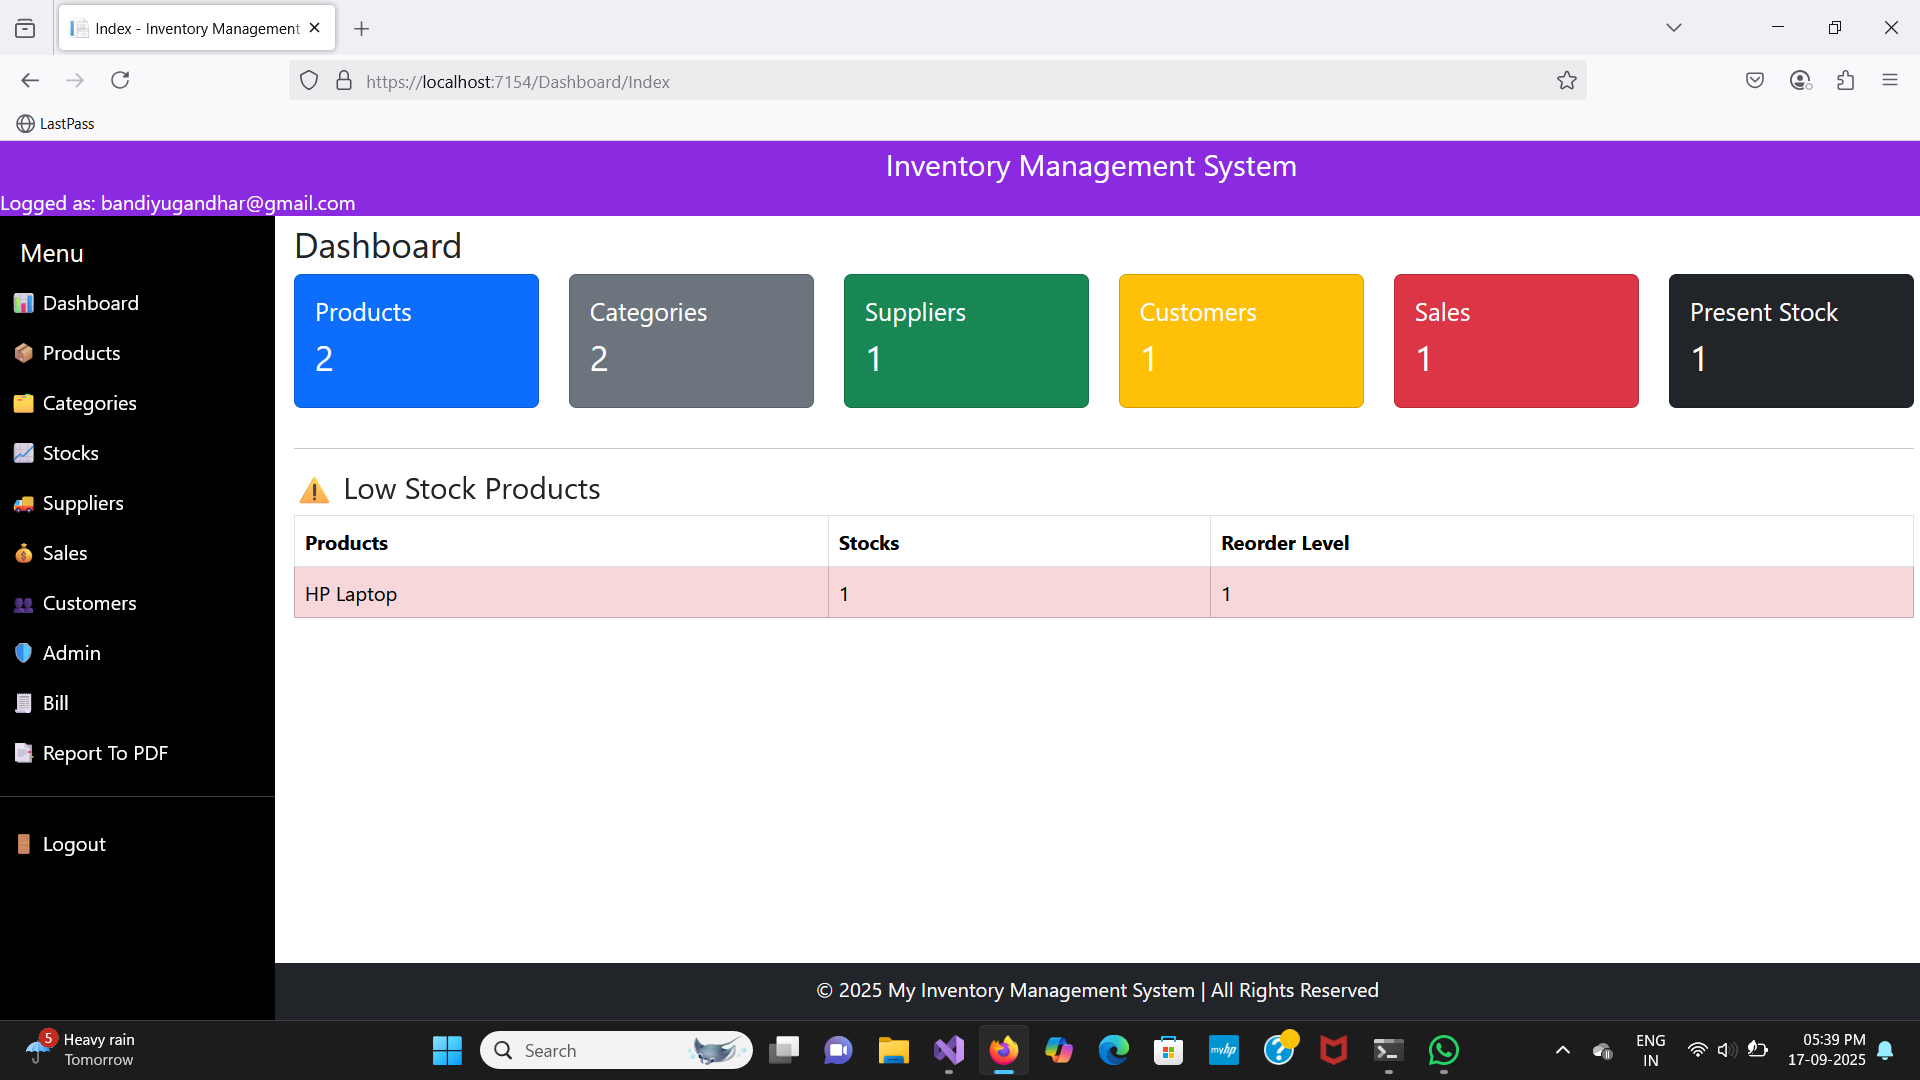 Index - Inventory Management
https://localhost:7154/Dashboard/Index
LastPass
Inventory Management System
Logged as: bandiyugandhar@gmail.com
Menu
Dashboard
Products
Categories
Stocks
Suppliers
Sales
Customers
Admin
Bill
Report To PDF
Logout
Dashboard
Products
2
Categories
2
Suppliers
1
Customers
1
Sales
1
Present Stock
1
Low Stock Products
Products Stocks Reorder Level
HP Laptop 1 1
© 2025 My Inventory Management System | All Rights Reserved
5
Heavy rain
Tomorrow
Search
myhp
ENG
IN
05:39 PM
17-09-2025